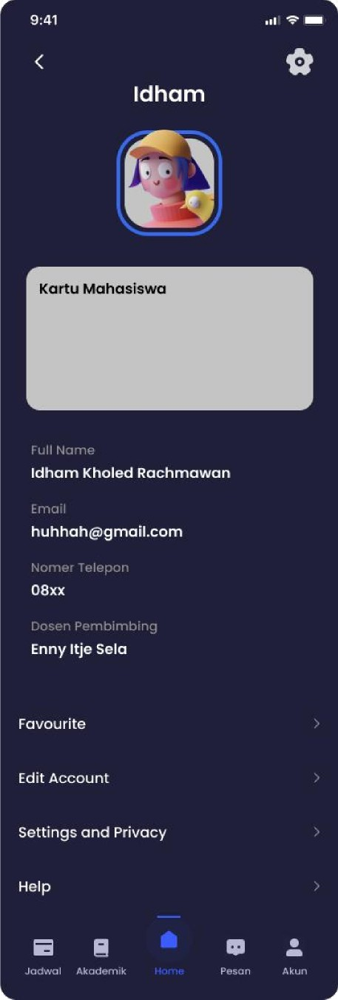 9:41
Idham
Kartu Mahasiswa
Full Name
Idham Kholed Rachmawan
Email
huhhah@gmail.com
Nomer Telepon
08xx
Dosen Pembimbing
Enny Itje Sela
Favourite
Edit Account
Settings and Privacy
Help
Jadwal Akademik Home Pesan Akun